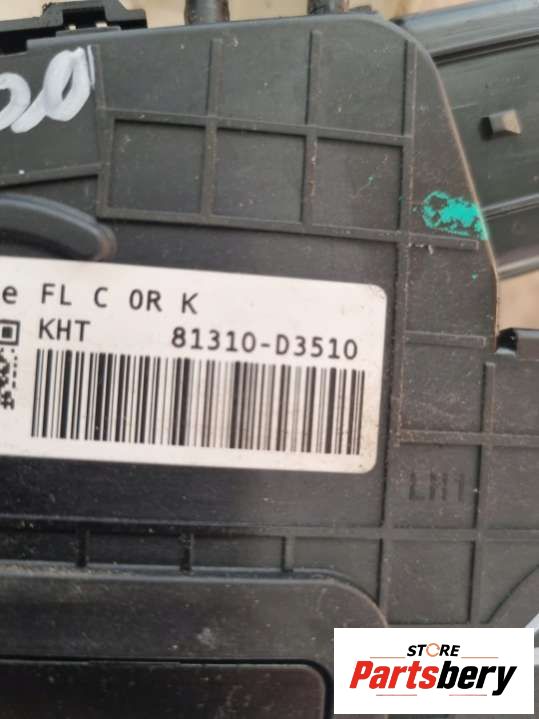 e FL C 0R K
KHT 81310-D3510
LH1
STORE
Partsbery